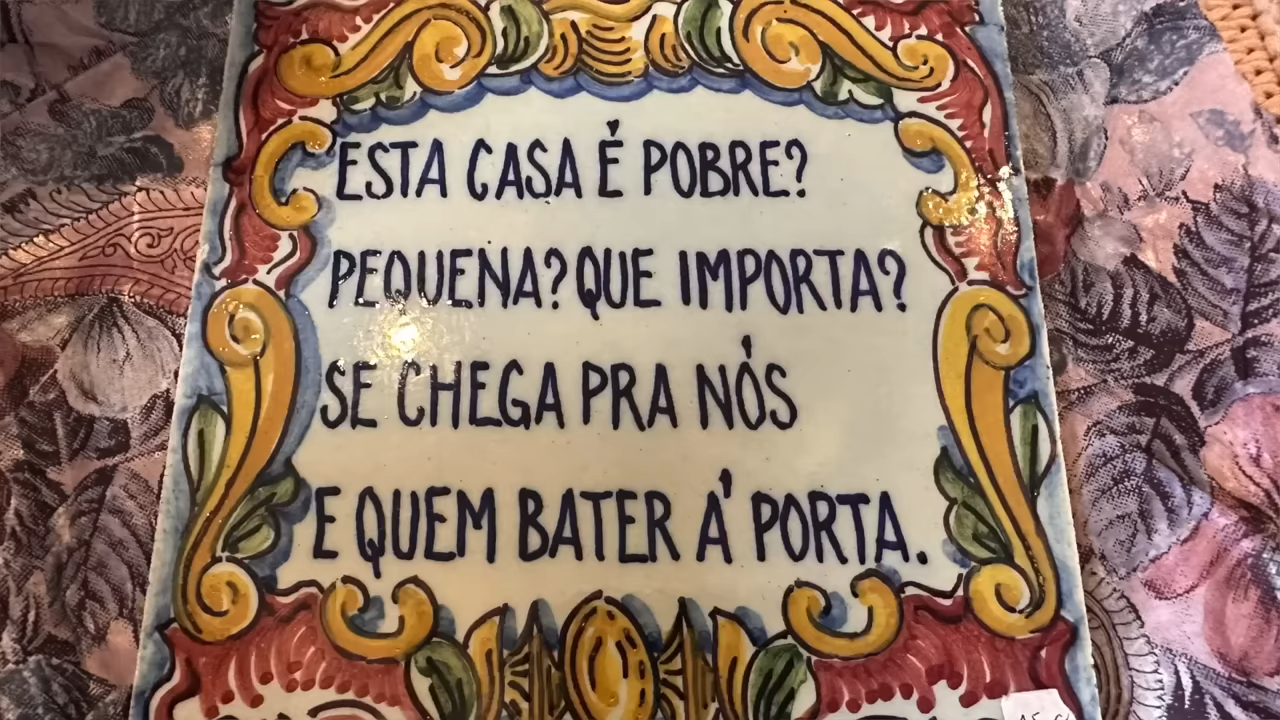 ESTA CASA É POBRE?
PEQUENA? QUE IMPORTA?
SE CHEGA PRA NÓS
E QUEM BATER Á PORTA.